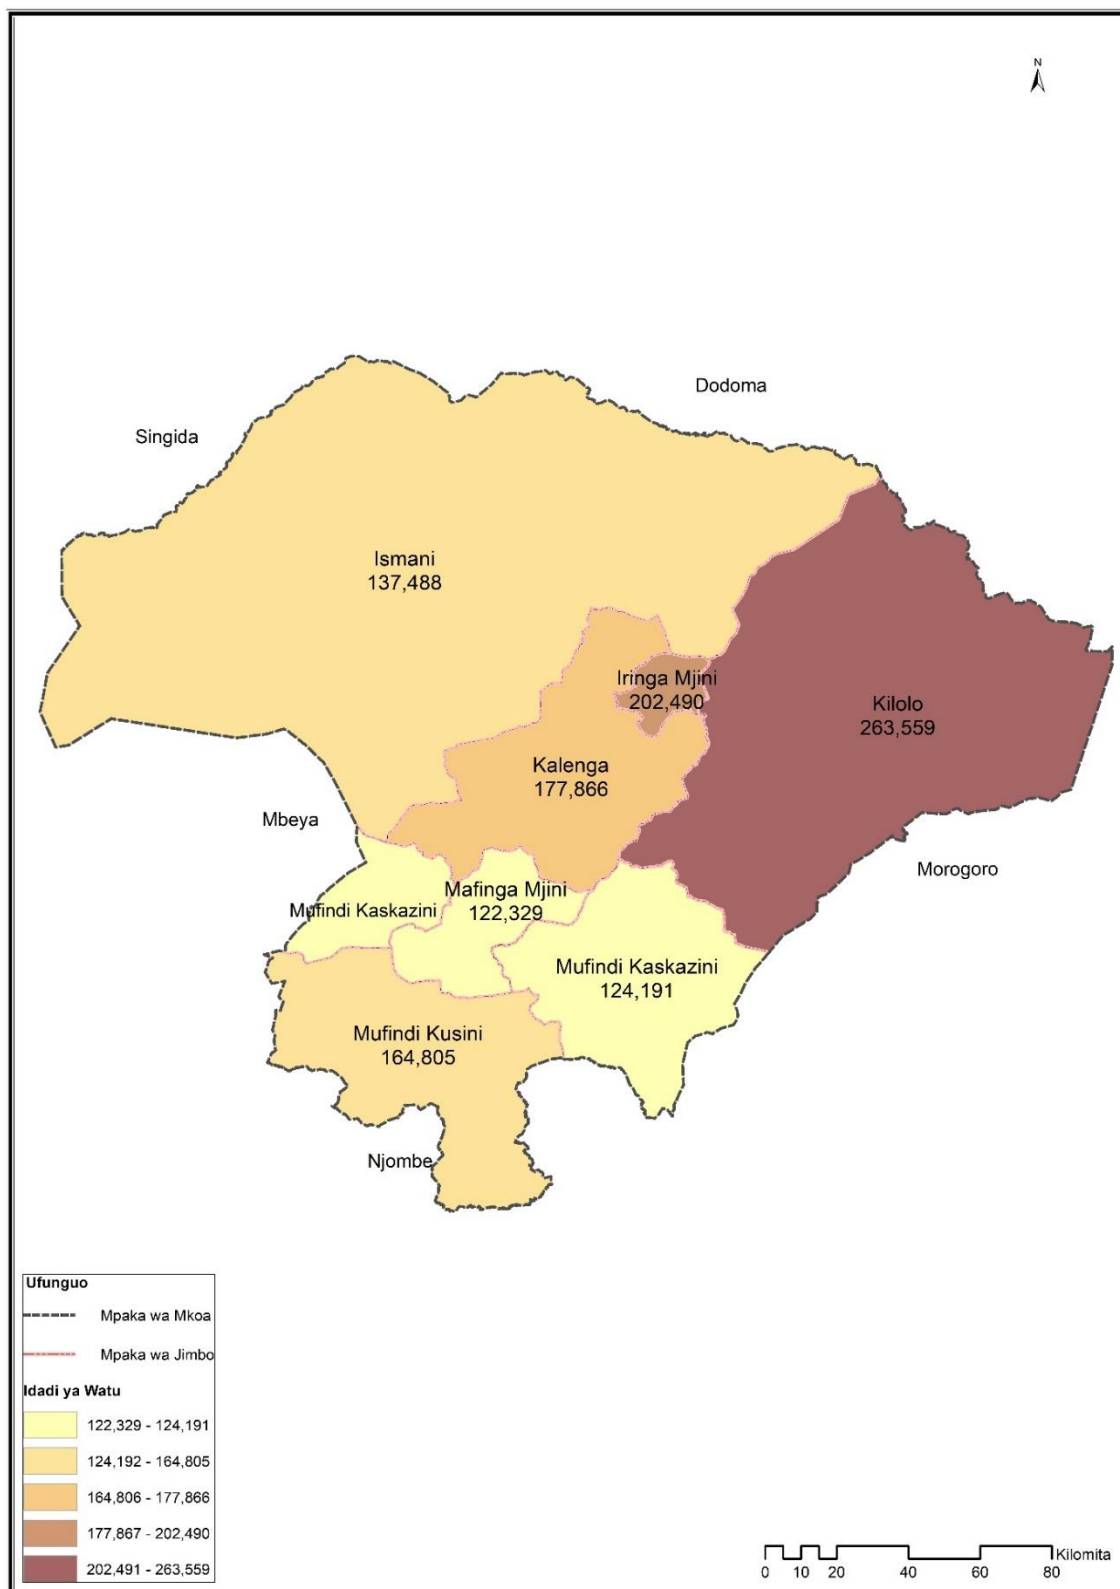 N
Dodoma
Singida
Ismani
137,488
Iringa Mjini
202,490
Kilolo
263,559
Kalenga
177,866
Mbeya
Morogoro
Mafinga Mjini
122,329
Mufindi Kaskazini
Mufindi Kaskazini
124,191
Mufindi Kusini
164,805
Njombe
Ufunguo
Mpaka wa Mkoa
Mpaka wa Jimbo
Idadi ya Watu
122,329 - 124,191
124,192 - 164,805
164,806 - 177,866
177,867 - 202,490
202,491 - 263,559
Kilomita
0 10 20 40 60 80